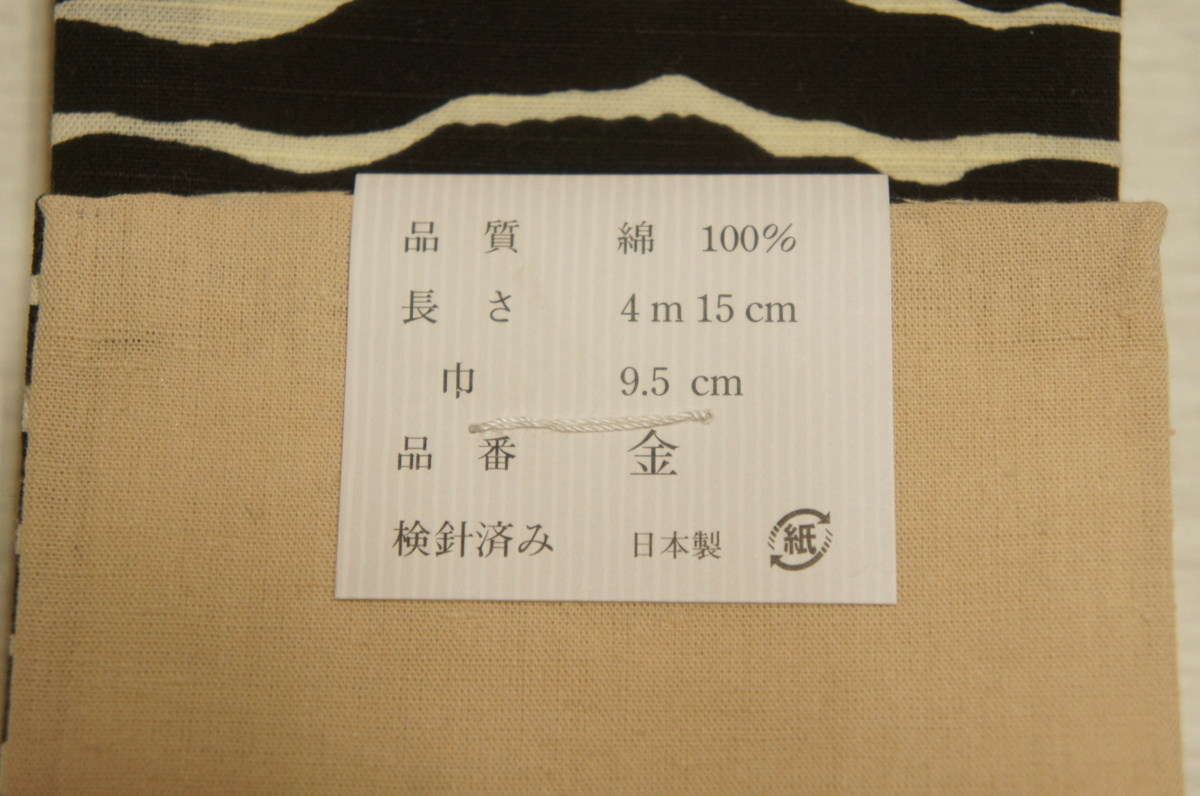 品 質 綿 100%
長 さ 4 m 15 cm
巾 9.5 cm
品 番 金
検針済み 日本製 紙